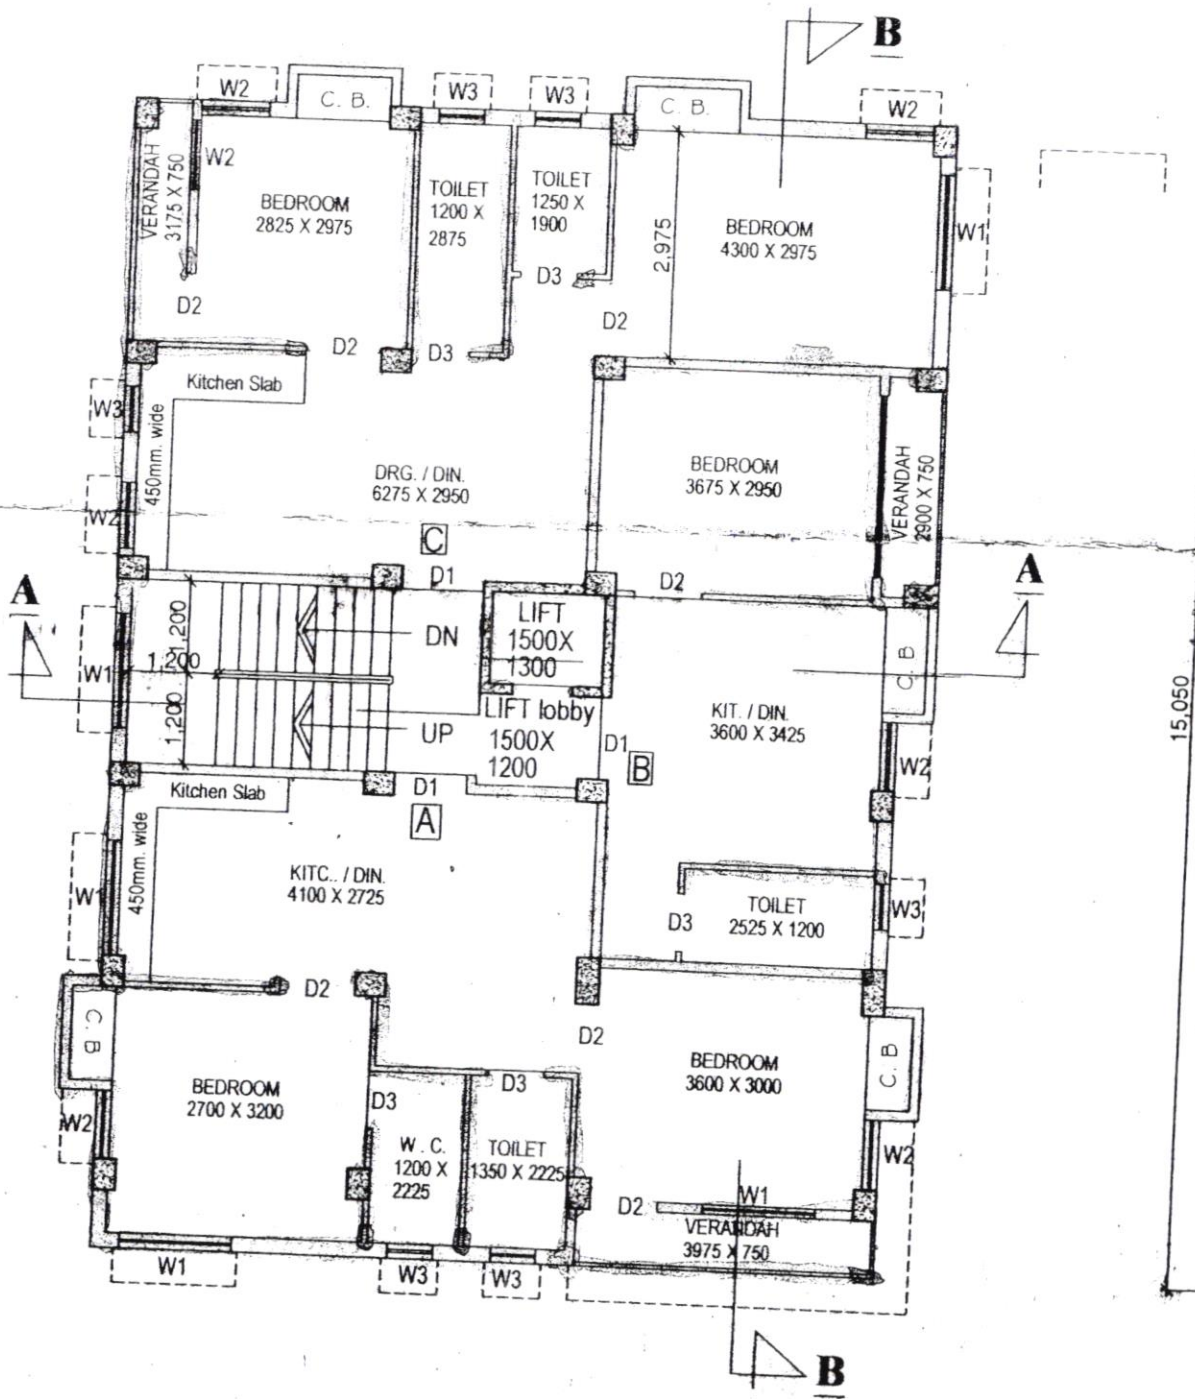 B
W2
C. B.
W3
W3
C. B.
W2
VERANDAH
3175 X 750
W2
BEDROOM
2825 X 2975
TOILET
1200 X
2875
TOILET
1250 X
1900
2,975
BEDROOM
4300 X 2975
W1
D3
D2
D2
D2
D3
Kitchen Slab
W3
450mm. wide
DRG. / DIN.
6275 X 2950
BEDROOM
3675 X 2950
VERANDAH
2900 X 750
W2
C
D1
D2
A
A
1,200
1,200
1,200
DN
UP
LIFT
1500X
1300
LIFT lobby
1500X
1200
W1
C. B
KIT. / DIN.
3600 X 3425
15,050
D1
B
W2
Kitchen Slab
D1
A
450mm. wide
W1
KITC.. / DIN.
4100 X 2725
TOILET
2525 X 1200
W3
D3
D2
D2
C. B
BEDROOM
2700 X 3200
BEDROOM
3600 X 3000
C. B
D3
D3
W2
W . C.
1200 X
2225
TOILET
1350 X 2225
W2
D2
W1
VERANDAH
3975 X 750
W1
W3
W3
B